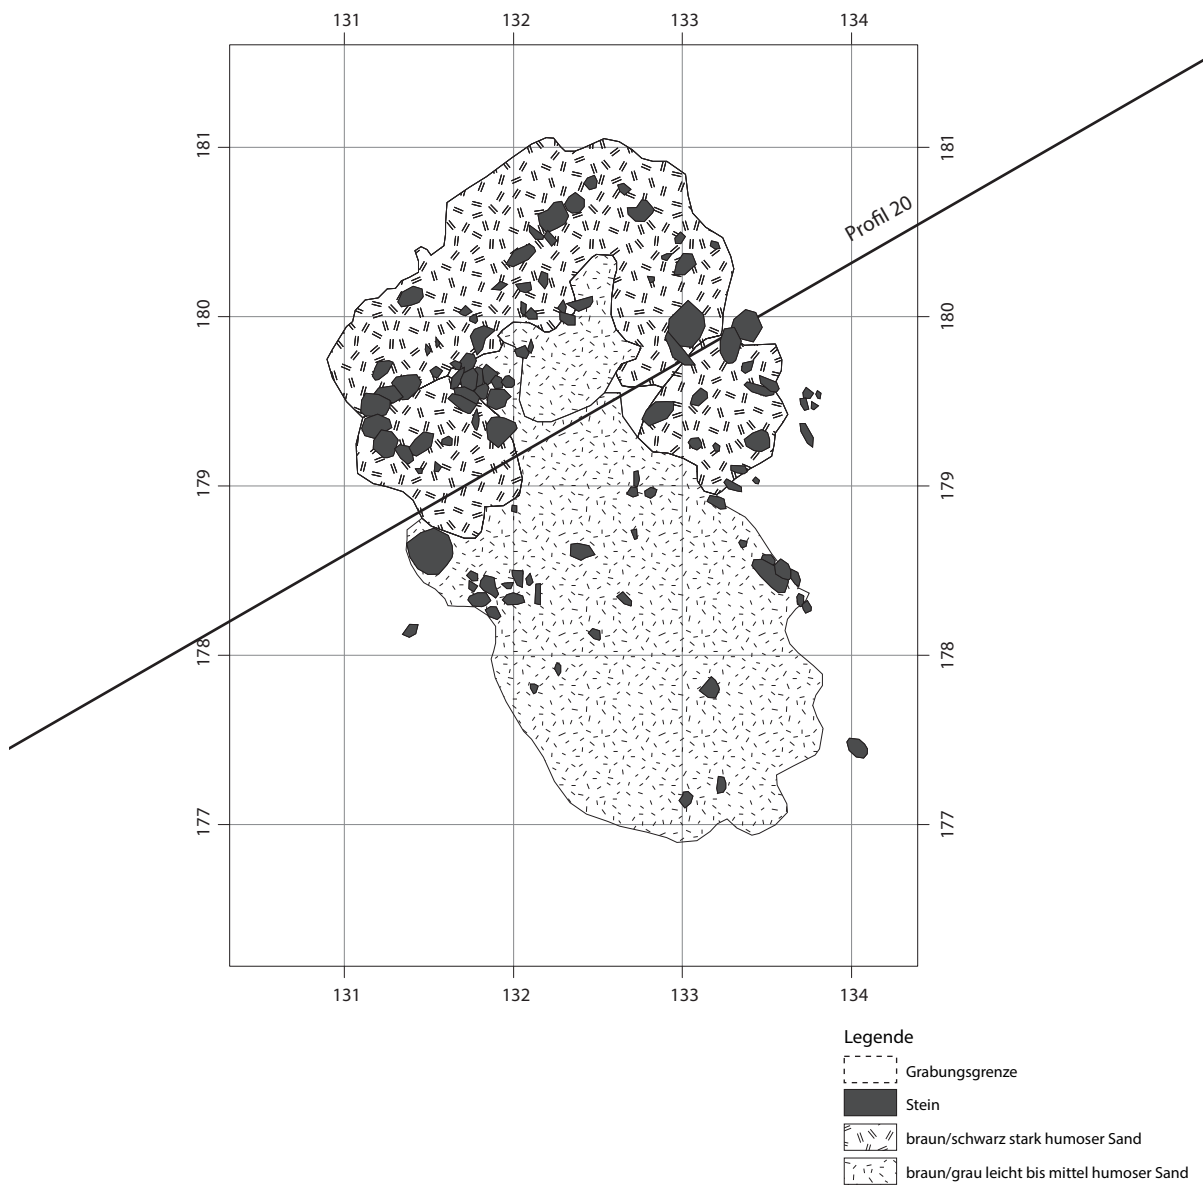 131 132 133 134
181 181
Profil 20
180 180
179 179
178 178
177 177
131 132 133 134
Legende
Grabungsgrenze
Stein
braun/schwarz stark humoser Sand
braun/grau leicht bis mittel humoser Sand